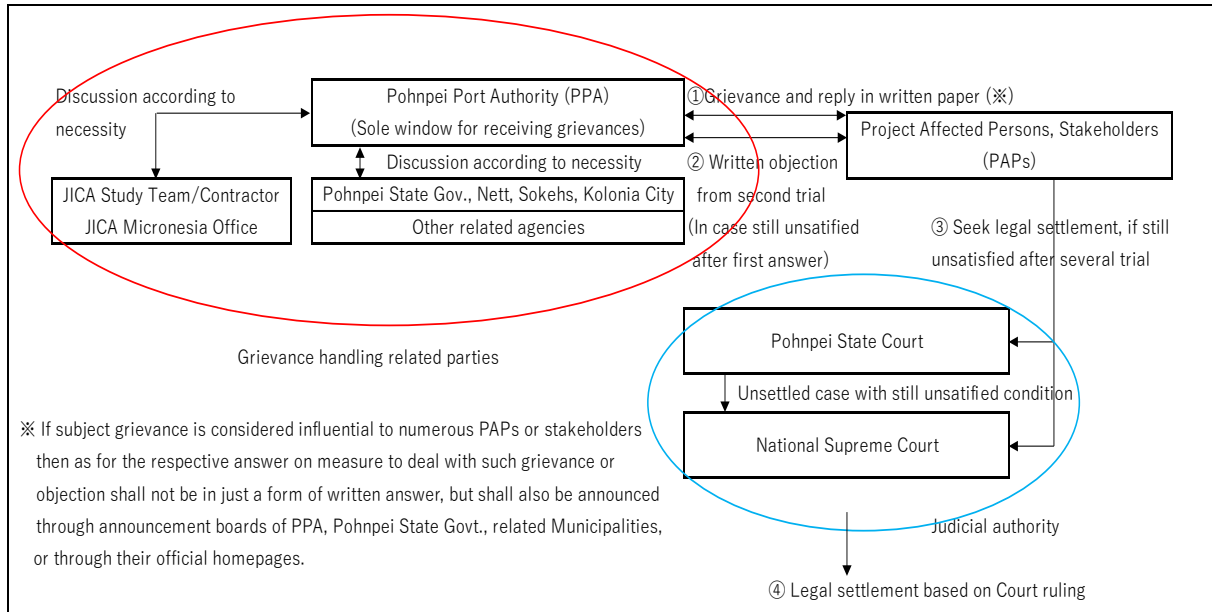 Discussion according to
necessity
Pohnpei Port Authority (PPA)
(Sole window for receiving grievances)
①Grievance and reply in written paper (※)
Project Affected Persons, Stakeholders
(PAPs)
Discussion according to necessity
② Written objection
from second trial
(In case still unsatified
after first answer)
JICA Study Team/Contractor
JICA Micronesia Office
Pohnpei State Gov., Nett, Sokehs, Kolonia City
Other related agencies
③ Seek legal settlement, if still
unsatisfied after several trial
Grievance handling related parties
Pohnpei State Court
Unsettled case with still unsatified condition
National Supreme Court
※ If subject grievance is considered influential to numerous PAPs or stakeholders
then as for the respective answer on measure to deal with such grievance or
objection shall not be in just a form of written answer, but shall also be announced
through announcement boards of PPA, Pohnpei State Govt., related Municipalities,
or through their official homepages.
Judicial authority
④ Legal settlement based on Court ruling